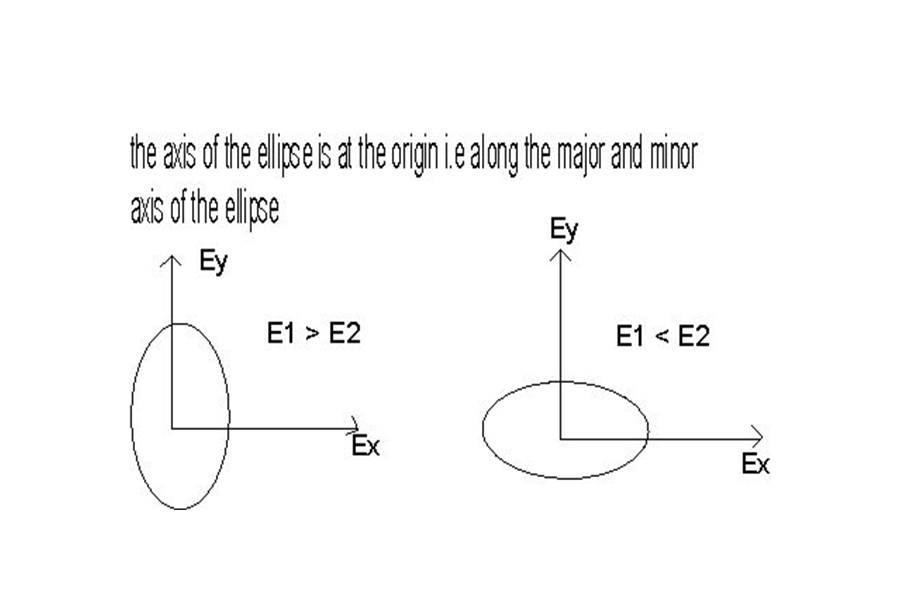 the axis of the ellipse is at the origin i.e along the major and minor
axis of the ellipse
Ey
E1 > E2
Ex
Ey
E1 < E2
Ex